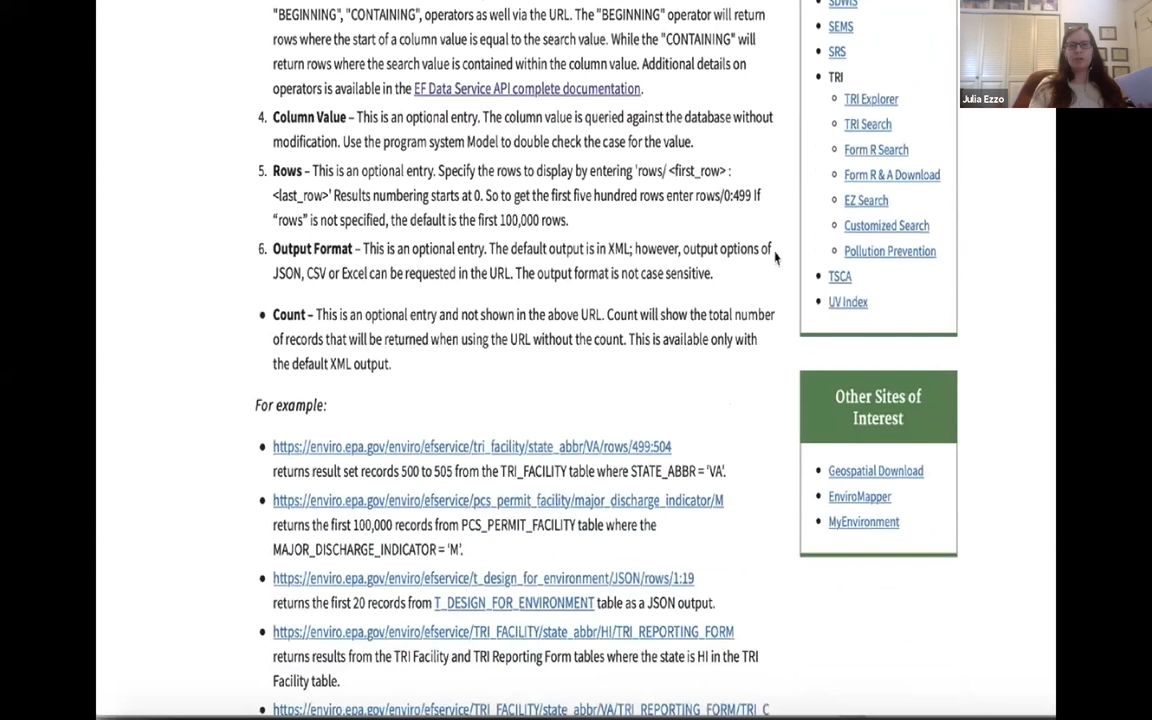 "BEGINNING", "CONTAINING", operators as well via the URL. The "BEGINNING" operator will return
rows where the start of a column value is equal to the search value. While the "CONTAINING" will
return rows where the search value is contained within the column value. Additional details on
operators is available in the EF Data Service API complete documentation.
4. Column Value – This is an optional entry. The column value is queried against the database without
modification. Use the program system Model to double check the case for the value.
5. Rows – This is an optional entry. Specify the rows to display by entering 'rows/ <first_row> :
<last_row>' Results numbering starts at 0. So to get the first five hundred rows enter rows/0:499 If
"rows" is not specified, the default is the first 100,000 rows.
6. Output Format – This is an optional entry. The default output is in XML; however, output options of
JSON, CSV or Excel can be requested in the URL. The output format is not case sensitive.
• Count – This is an optional entry and not shown in the above URL. Count will show the total number
of records that will be returned when using the URL without the count. This is available only with
the default XML output.
For example:
• https://enviro.epa.gov/enviro/efservice/tri_facility/state_abbr/VA/rows/499:504
returns result set records 500 to 505 from the TRI_FACILITY table where STATE_ABBR = 'VA'.
• https://enviro.epa.gov/enviro/efservice/pcs_permit_facility/major_discharge_indicator/M
returns the first 100,000 records from PCS_PERMIT_FACILITY table where the
MAJOR_DISCHARGE_INDICATOR = 'M'.
• https://enviro.epa.gov/enviro/efservice/t_design_for_environment/JSON/rows/1:19
returns the first 20 records from T_DESIGN_FOR_ENVIRONMENT table as a JSON output.
• https://enviro.epa.gov/enviro/efservice/TRI_FACILITY/state_abbr/HI/TRI_REPORTING_FORM
returns results from the TRI Facility and TRI Reporting Form tables where the state is HI in the TRI
Facility table.
• https://enviro.epa.gov/enviro/efservice/TRI_FACILITY/state_abbr/VA/TRI_REPORTING_FORM/TRI_C
SDWIS
• SEMS
• SRS
• TRI
TRI Explorer
TRI Search
Form R Search
Form R & A Download
EZ Search
Customized Search
Pollution Prevention
• TSCA
• UV Index
Other Sites of
Interest
• Geospatial Download
• EnviroMapper
• MyEnvironment
Julia Ezzo